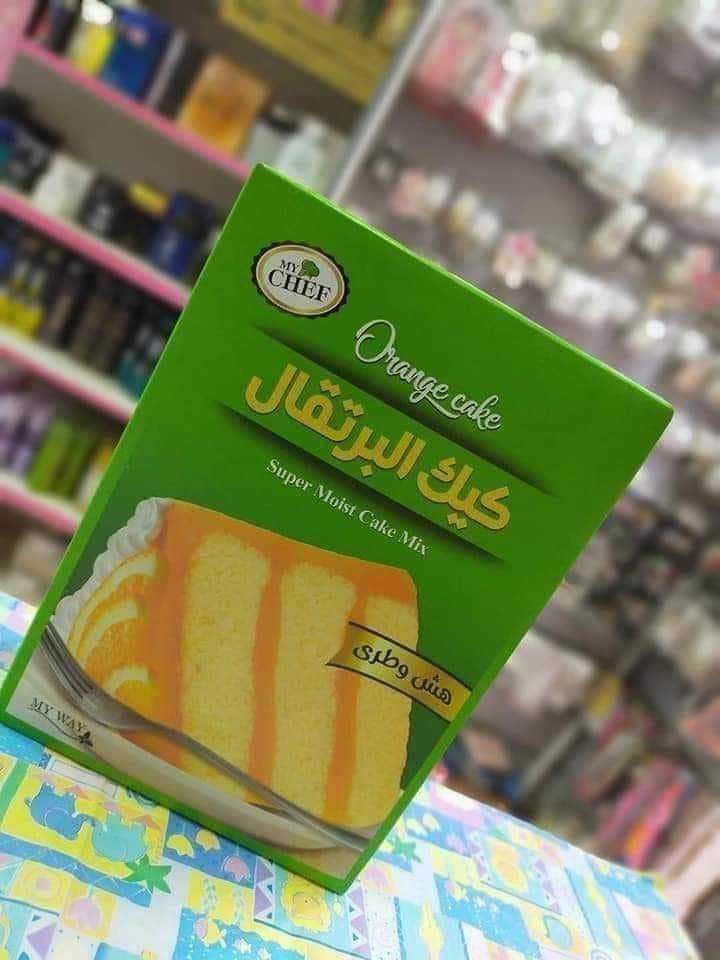 MY
CHEF
Orange cake
كيك البرتقال
Super Moist Cake Mix
هش وطرى
MY WAY